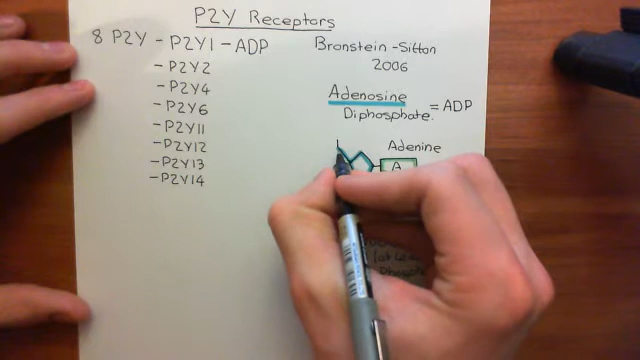 P2Y Receptors
8 P2Y - P2Y1 - ADP
- P2Y2
- P2Y4
- P2Y6
- P2Y11
- P2Y12
- P2Y13
- P2Y14
Bronstein-Sitton
2006
Adenosine
Diphosphate. = ADP
Adenine
A